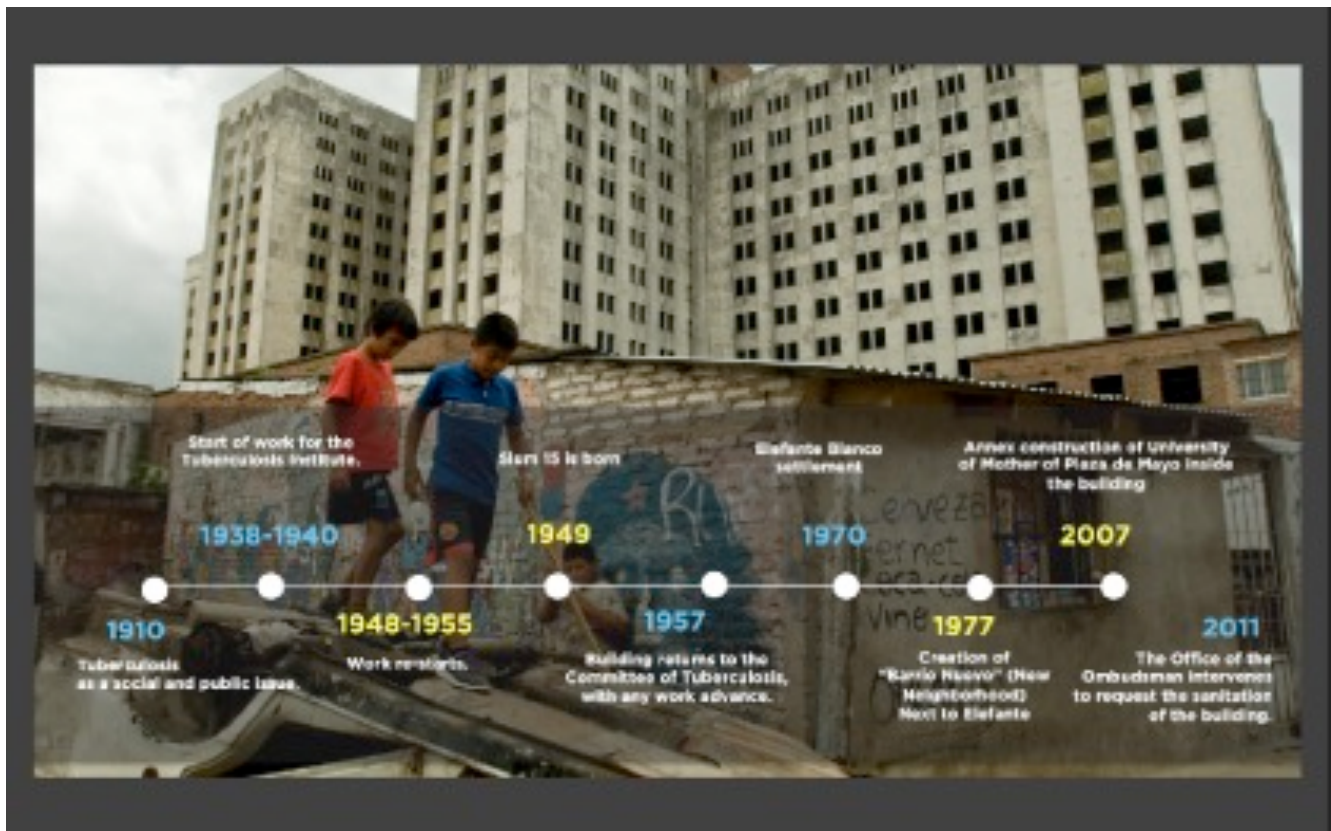 Start of work for the
Tuberculosis Institute.
1938-1940
Slum 15 is born
1949
Elefante Blanco
settlement
1970
Annex construction of University
of Mother of Plaza de Mayo inside
the building
2007
1910
Tuberculosis
as a social and public issue.
1948-1955
Work re-starts.
1957
Building returns to the
Committee of Tuberculosis,
with any work advance.
1977
Creation of
"Barrio Nuevo" (New
Neighborhood)
Next to Elefante
2011
The Office of the
Ombudsman intervenes
to request the sanitation
of the building.
Cerveza
Vine